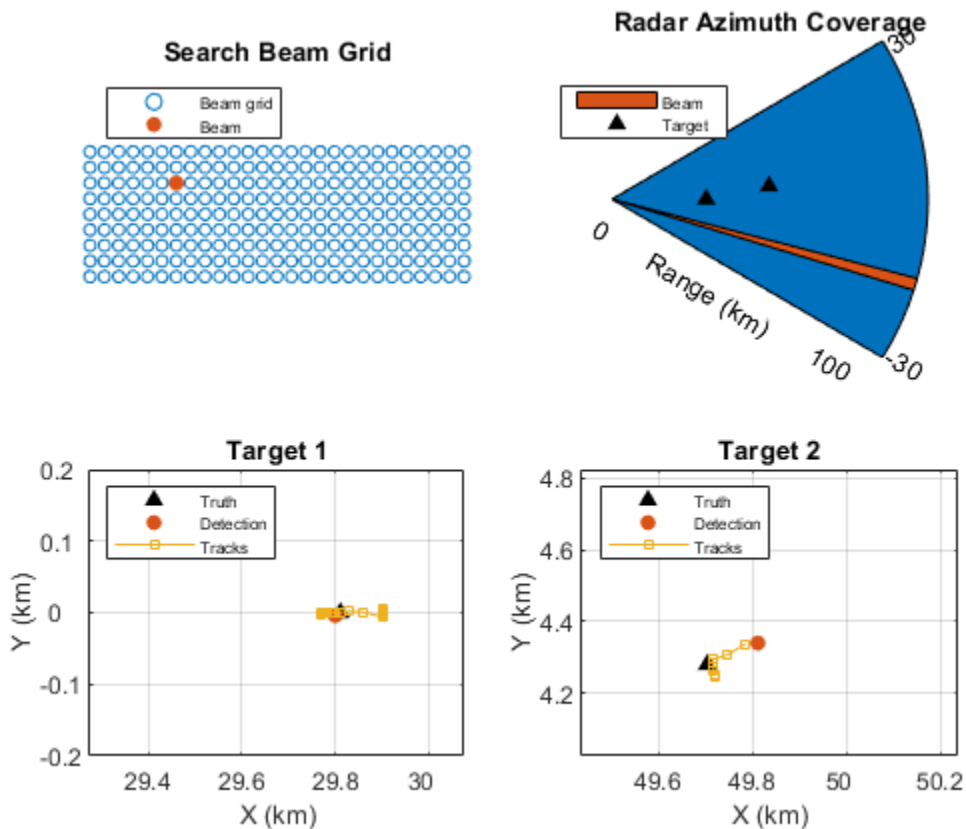 Search Beam Grid
Beam grid
Beam
Radar Azimuth Coverage
Beam
Target
30
0
Range (km)
100
-30
Target 1
Truth
Detection
Tracks
0.2
0.1
0
-0.1
-0.2
Y (km)
29.4
29.6
29.8
30
X (km)
Target 2
Truth
Detection
Tracks
4.8
4.6
4.4
4.2
Y (km)
49.6
49.8
50
50.2
X (km)